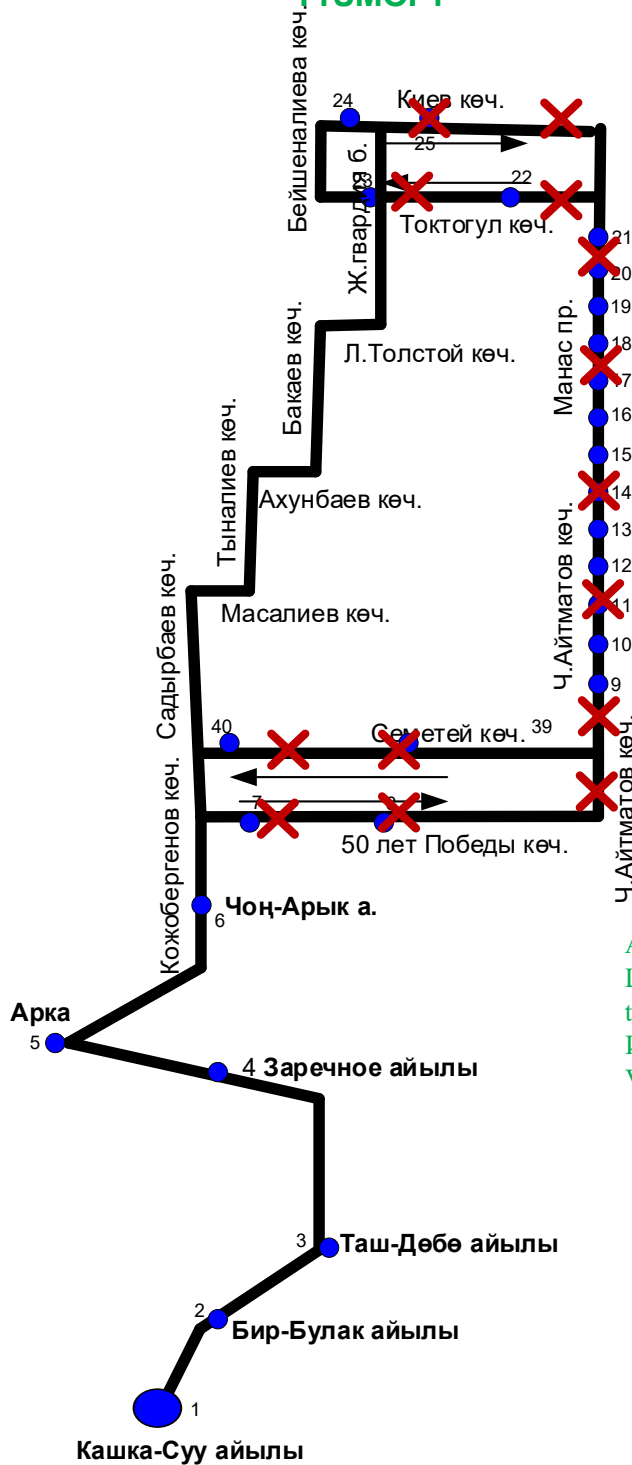 24
Киев көч.
Бейшеналиева көч.
25
Ж.гвардия б.
22
Токтогул көч.
21
20
19
Л.Толстой көч.
18
Манас пр.
Бакаев көч.
17
16
15
Тыналиев көч.
Ахунбаев көч.
14
13
12
Ч.Айтматов көч.
11
Масалиев көч.
10
Садырбаев көч.
9
40
Семетей көч.
39
7
50 лет Победы көч.
Ч.Айтматов көч.
Кожобергенов көч.
Чоң-Арык а.
6
Арка
5
4 Заречное айылы
3
Таш-Дөбө айылы
2
Бир-Булак айылы
1
Кашка-Суу айылы